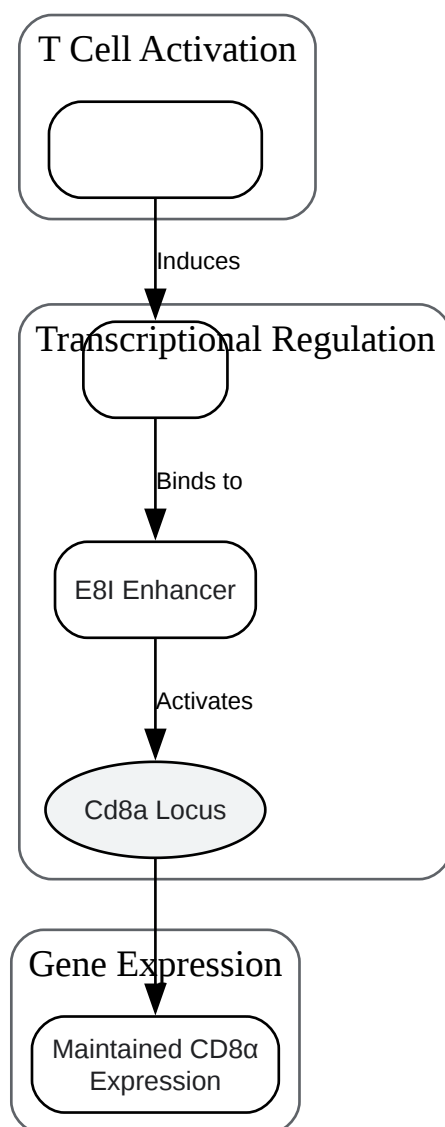 T Cell Activation
Induces
Transcriptional Regulation
Binds to
E8I Enhancer
Activates
Cd8a Locus
Gene Expression
Maintained CD8α
Expression